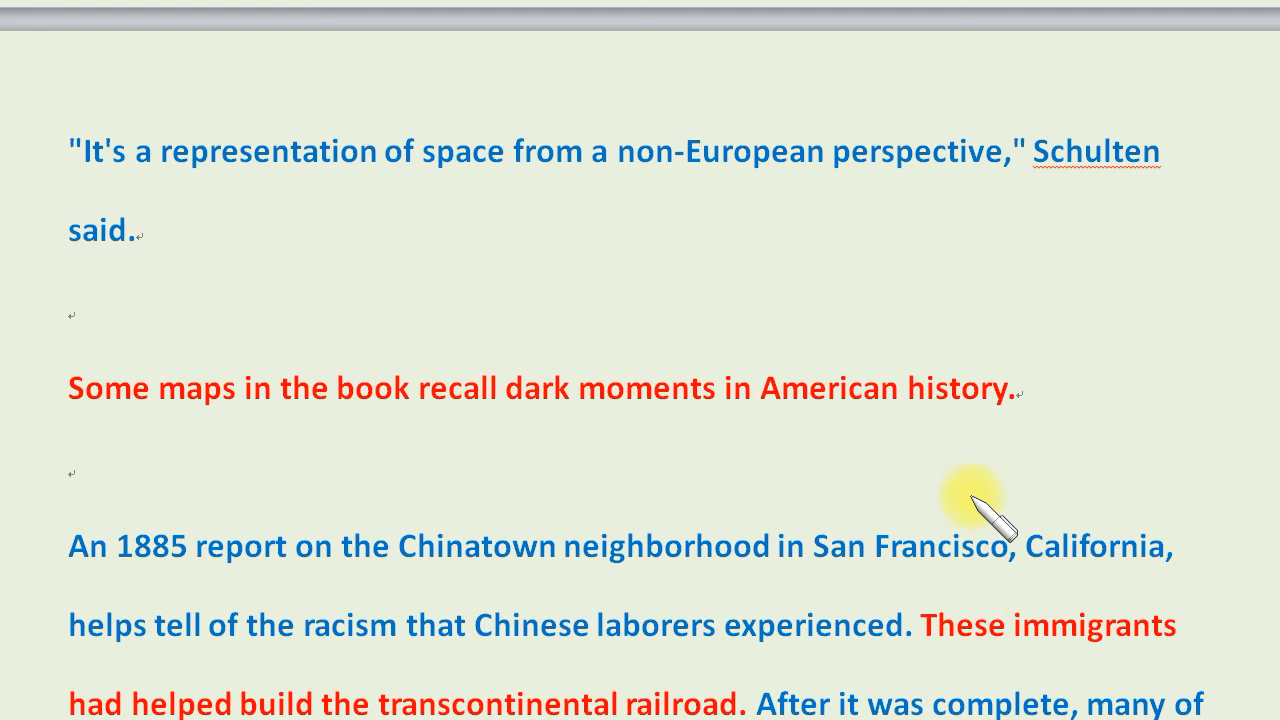 "It's a representation of space from a non-European perspective," Schulten
said.
Some maps in the book recall dark moments in American history.
An 1885 report on the Chinatown neighborhood in San Francisco, California,
helps tell of the racism that Chinese laborers experienced. These immigrants
had helped build the transcontinental railroad. After it was complete, many of